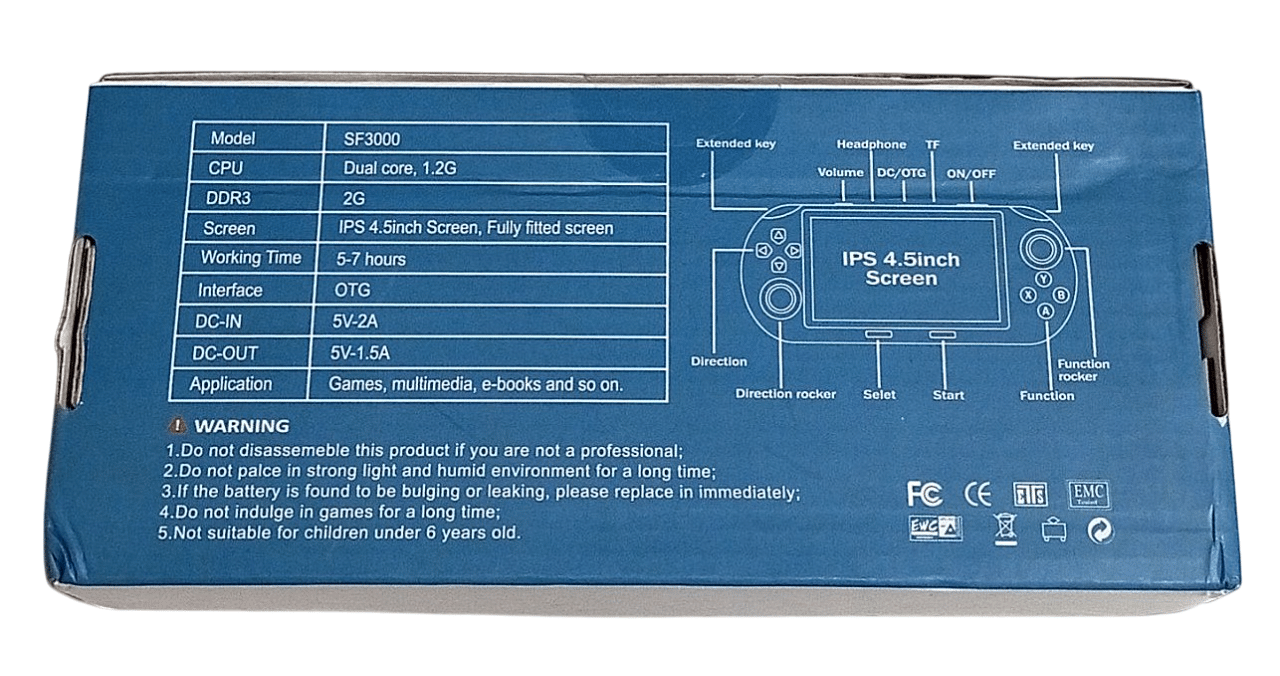 Model SF3000
CPU Dual core, 1.2G
DDR3 2G
Screen IPS 4.5inch Screen, Fully fitted screen
Working Time 5-7 hours
Interface OTG
DC-IN 5V-2A
DC-OUT 5V-1.5A
Application Games, multimedia, e-books and so on.
WARNING
1.Do not disassemeble this product if you are not a professional;
2.Do not palce in strong light and humid environment for a long time;
3.If the battery is found to be bulging or leaking, please replace in immediately;
4.Do not indulge in games for a long time;
5.Not suitable for children under 6 years old.
Extended key Headphone TF Extended key
Volume DC/OTG ON/OFF
IPS 4.5inch
Screen
Y
X B
A
Direction
Function
rocker
Direction rocker Selet Start Function
FC CE EMC
Tested
EWC